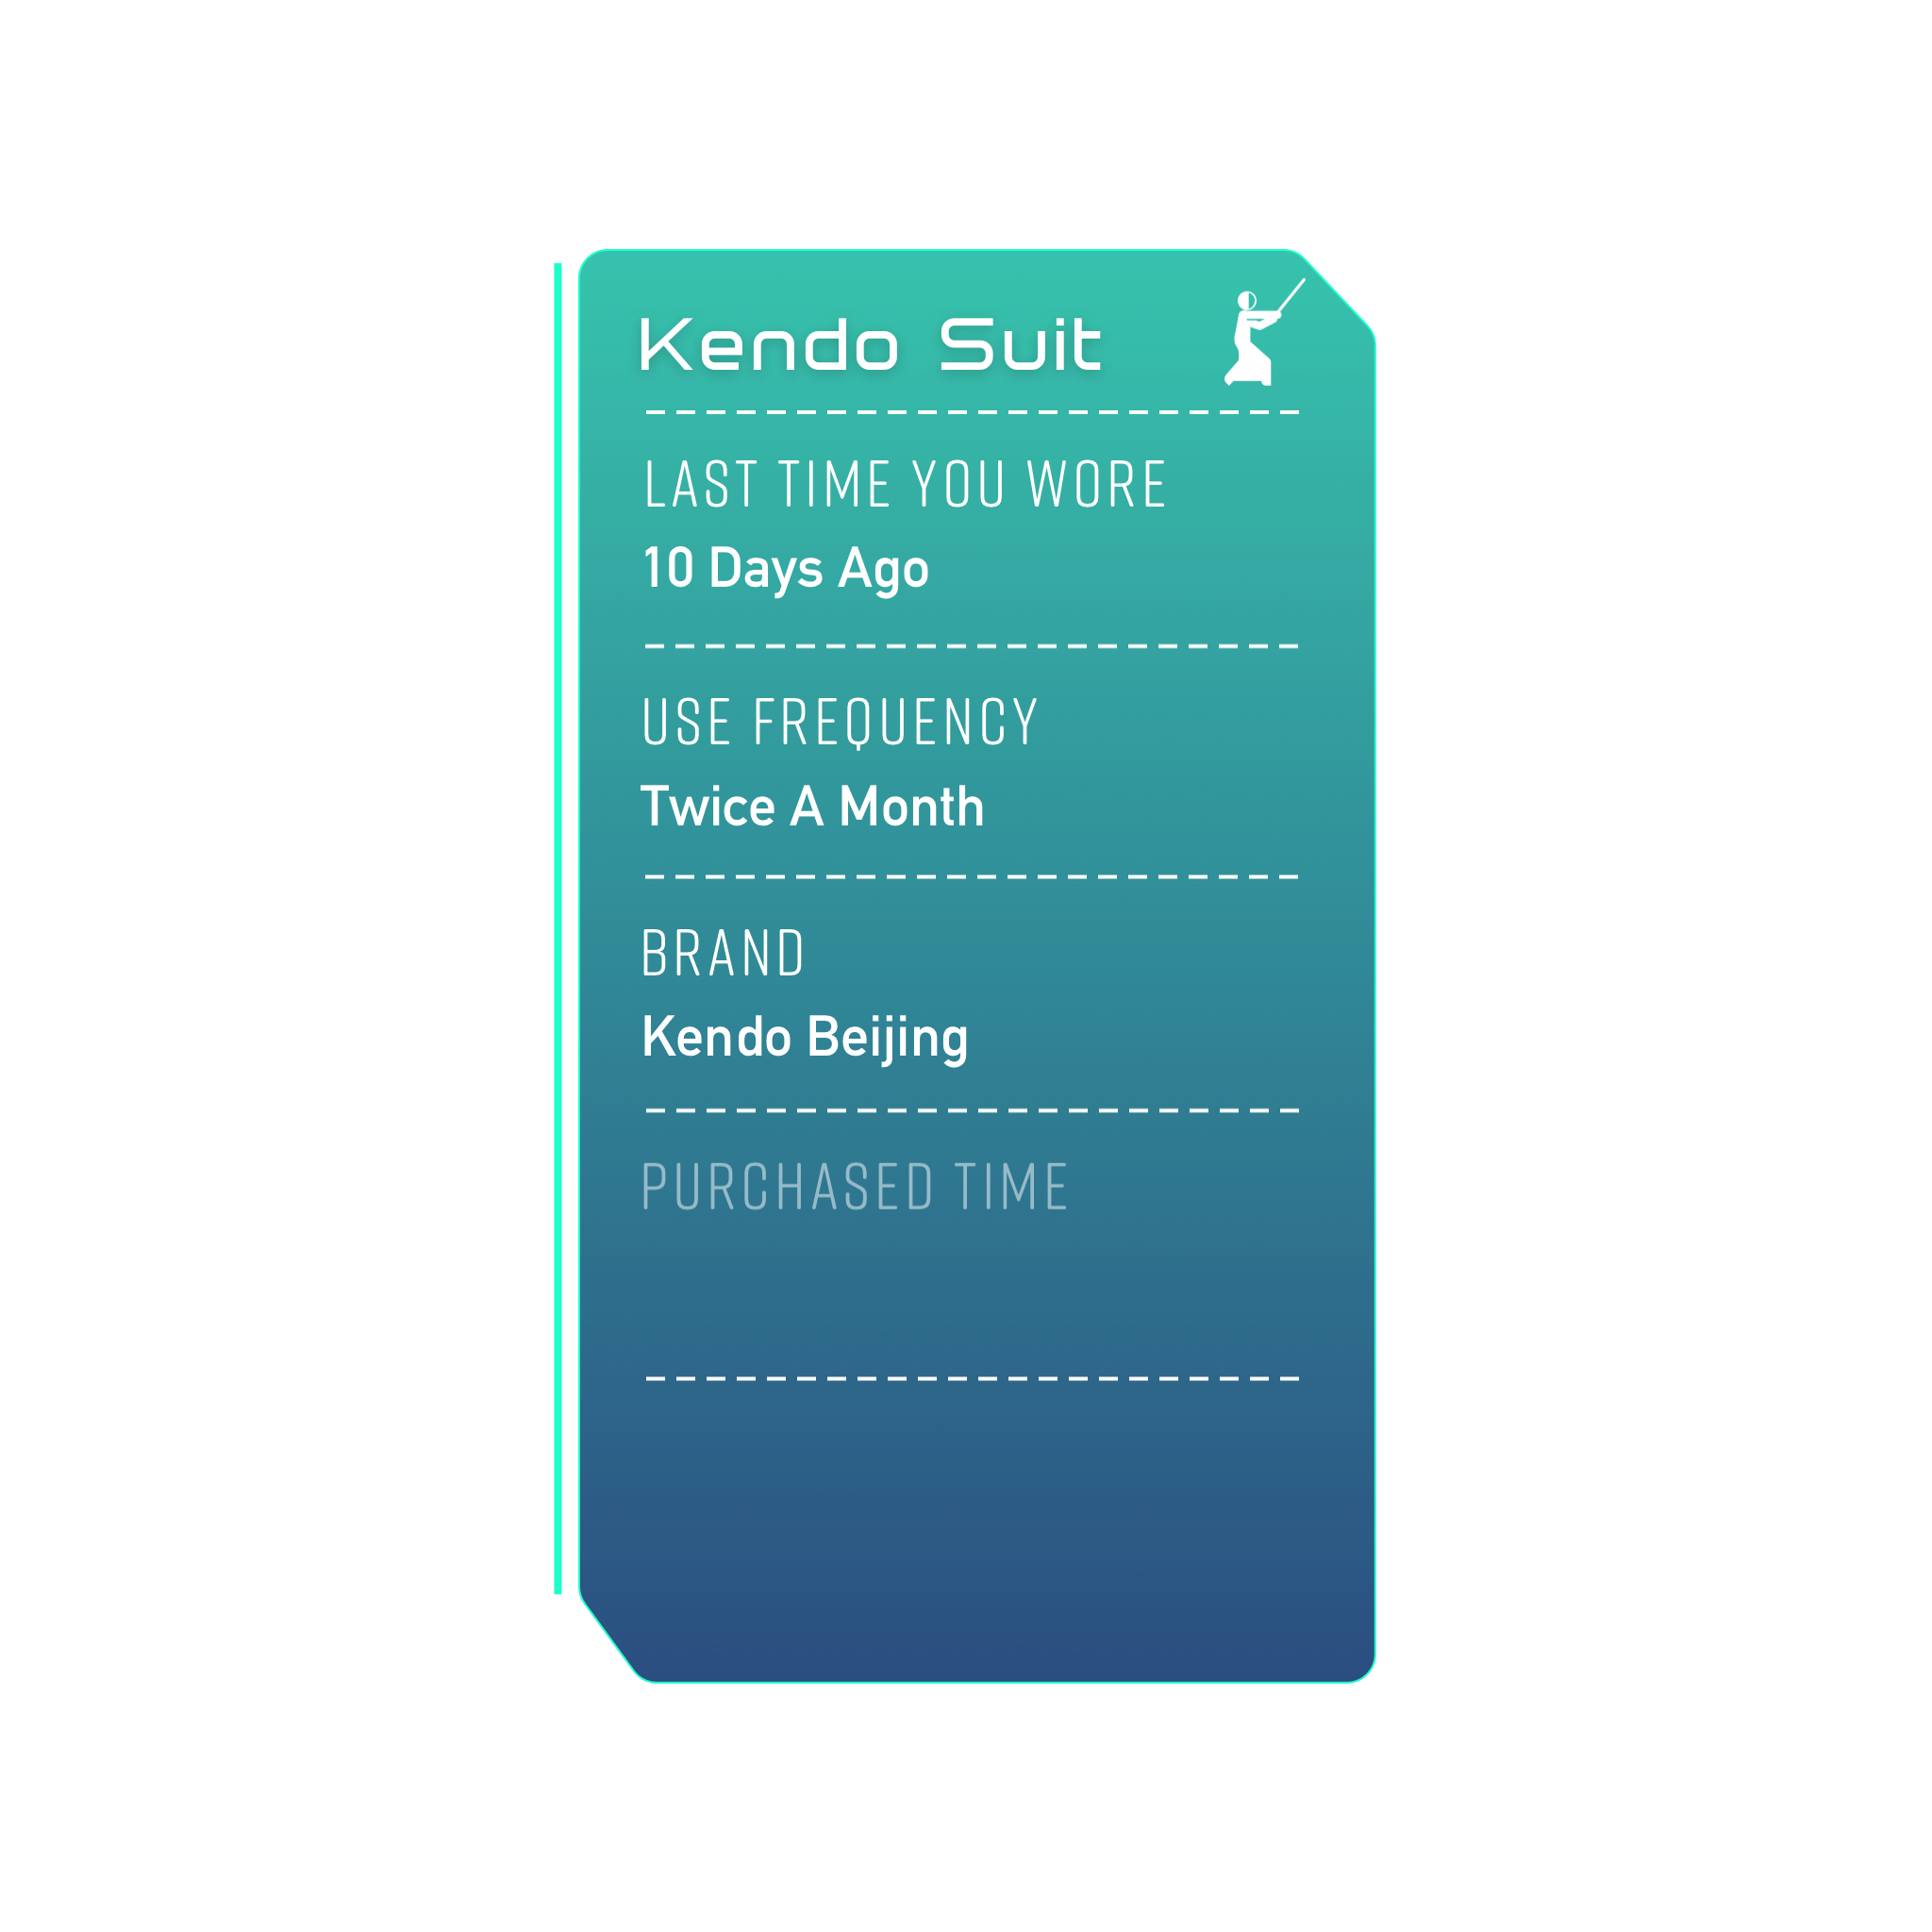 Kendo Suit
LAST TIME YOU WORE
10 Days Ago
USE FREQUENCY
Twice A Month
BRAND
Kendo Beijing
PURCHASED TIME